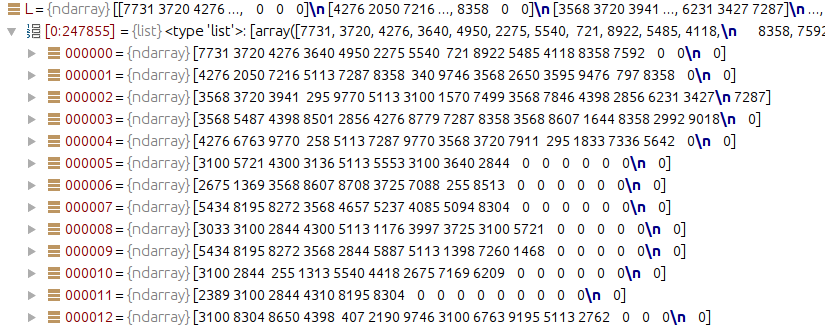 L = {ndarray} [[7731 3720 4276 ..., 0 0 0]\n [4276 2050 7216 ..., 8358 0 0]\n [3568 3720 3941 ..., 6231 3427 7287]\n ...,
[0:247855] = {list} <type 'list'>: [array([7731, 3720, 4276, 3640, 4950, 2275, 5540, 721, 8922, 5485, 4118,\n 8358, 7592
000000 = {ndarray} [7731 3720 4276 3640 4950 2275 5540 721 8922 5485 4118 8358 7592 0 0\n 0]
000001 = {ndarray} [4276 2050 7216 5113 7287 8358 340 9746 3568 2650 3595 9476 797 8358 0\n 0]
000002 = {ndarray} [3568 3720 3941 295 9770 5113 3100 1570 7499 3568 7846 4398 2856 6231 3427\n 7287]
000003 = {ndarray} [3568 5487 4398 8501 2856 4276 8779 7287 8358 3568 8607 1644 8358 2992 9018\n 0]
000004 = {ndarray} [4276 6763 9770 258 5113 7287 9770 3568 3720 7911 295 1833 7336 5642 0\n 0]
000005 = {ndarray} [3100 5721 4300 3136 5113 5553 3100 3640 2844 0 0 0 0 0 0\n 0]
000006 = {ndarray} [2675 1369 3568 8607 8708 3725 7088 255 8513 0 0 0 0 0 0\n 0]
000007 = {ndarray} [5434 8195 8272 3568 4657 5237 4085 5094 8304 0 0 0 0 0 0\n 0]
000008 = {ndarray} [3033 3100 2844 4300 5113 1176 3997 3725 3100 5721 0 0 0 0 0\n 0]
000009 = {ndarray} [5434 8195 8272 3568 2844 5887 5113 1398 7260 1468 0 0 0 0 0\n 0]
000010 = {ndarray} [3100 2844 255 1313 5540 4418 2675 7169 6209 0 0 0 0 0 0\n 0]
000011 = {ndarray} [2389 3100 2844 4310 8195 8304 0 0 0 0 0 0 0 0 0\n 0]
000012 = {ndarray} [3100 8304 8650 4398 407 2190 9746 3100 6763 9195 5113 2762 0 0 0\n 0]